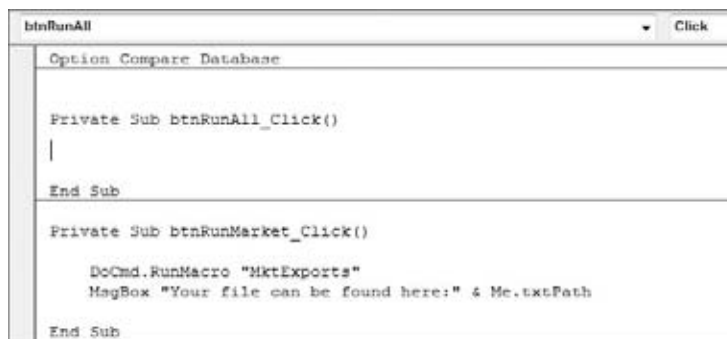 btnRunAll Click
Option Compare Database
Private Sub btnRunAll_Click()
End Sub
Private Sub btnRunMarket_Click()
DoCmd.RunMacro "MktExports"
MsgBox "Your file can be found here:" & Me.txtPath
End Sub